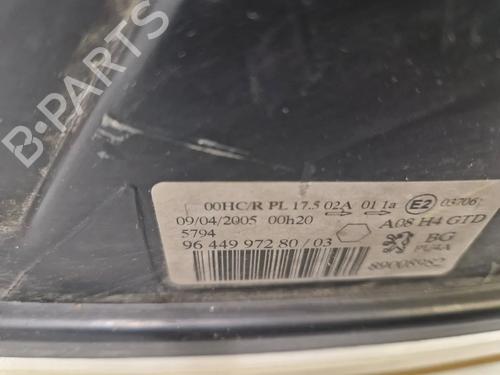 B-PARTS
00HC/R PL 17.5 02A 01 1a E2 03706
09/04/2005 00h20 A08 H4 GTD
5794 BG
96 449 972 80 / 03
89008982
B-PARTS